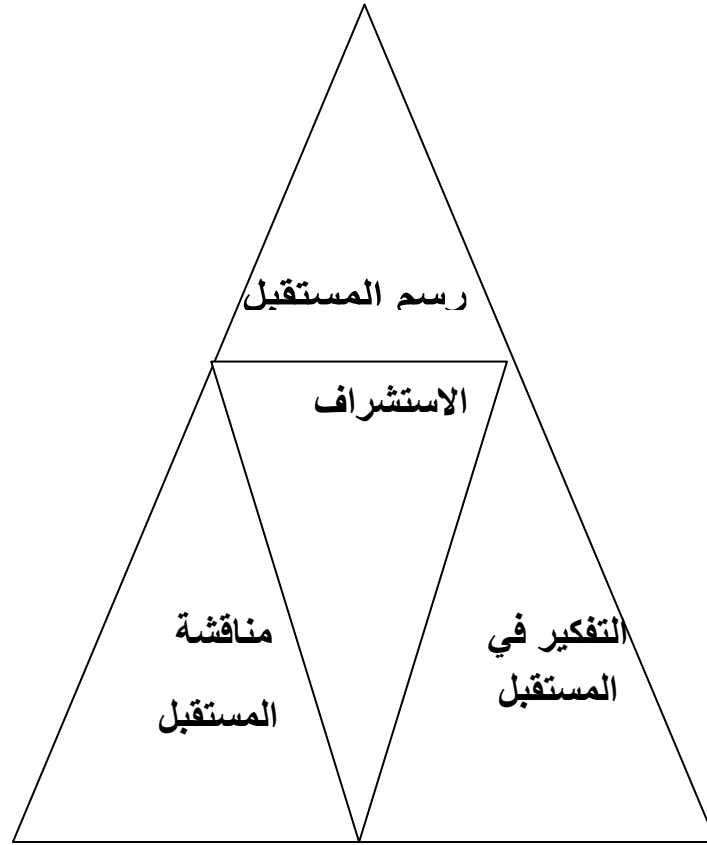 رسم المستقبل
الاستشراف
التفكير في
المستقبل
مناقشة
المستقبل